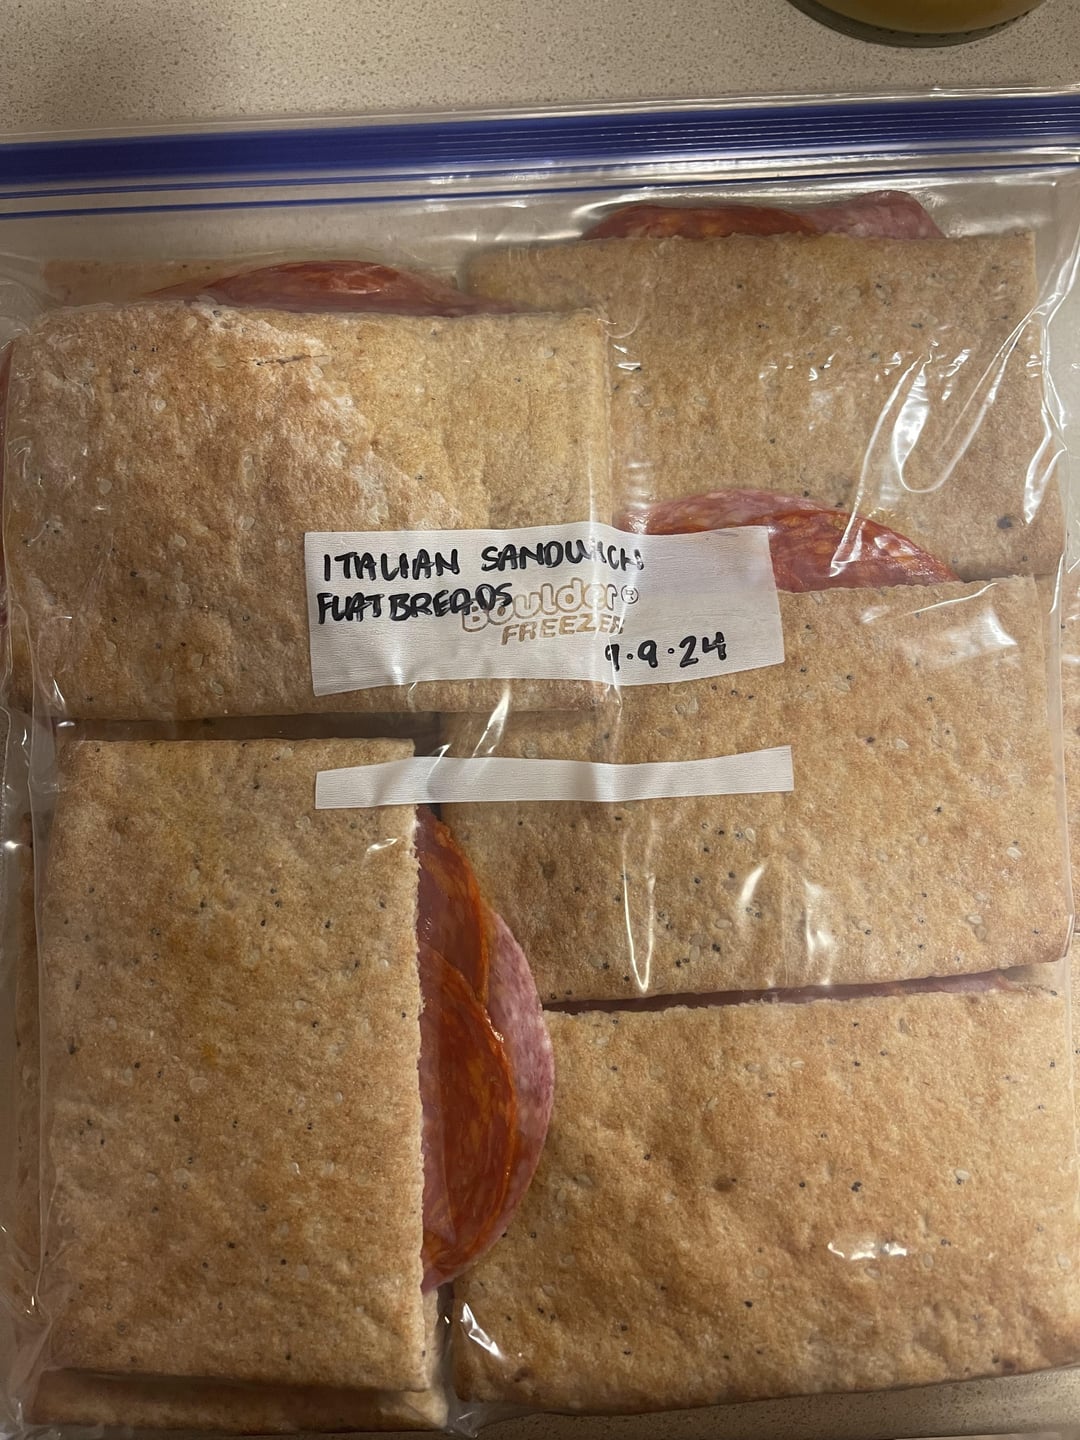 ITALIAN SANDWICH
FLATBREADS
boulder®
FREEZER
9.9.24